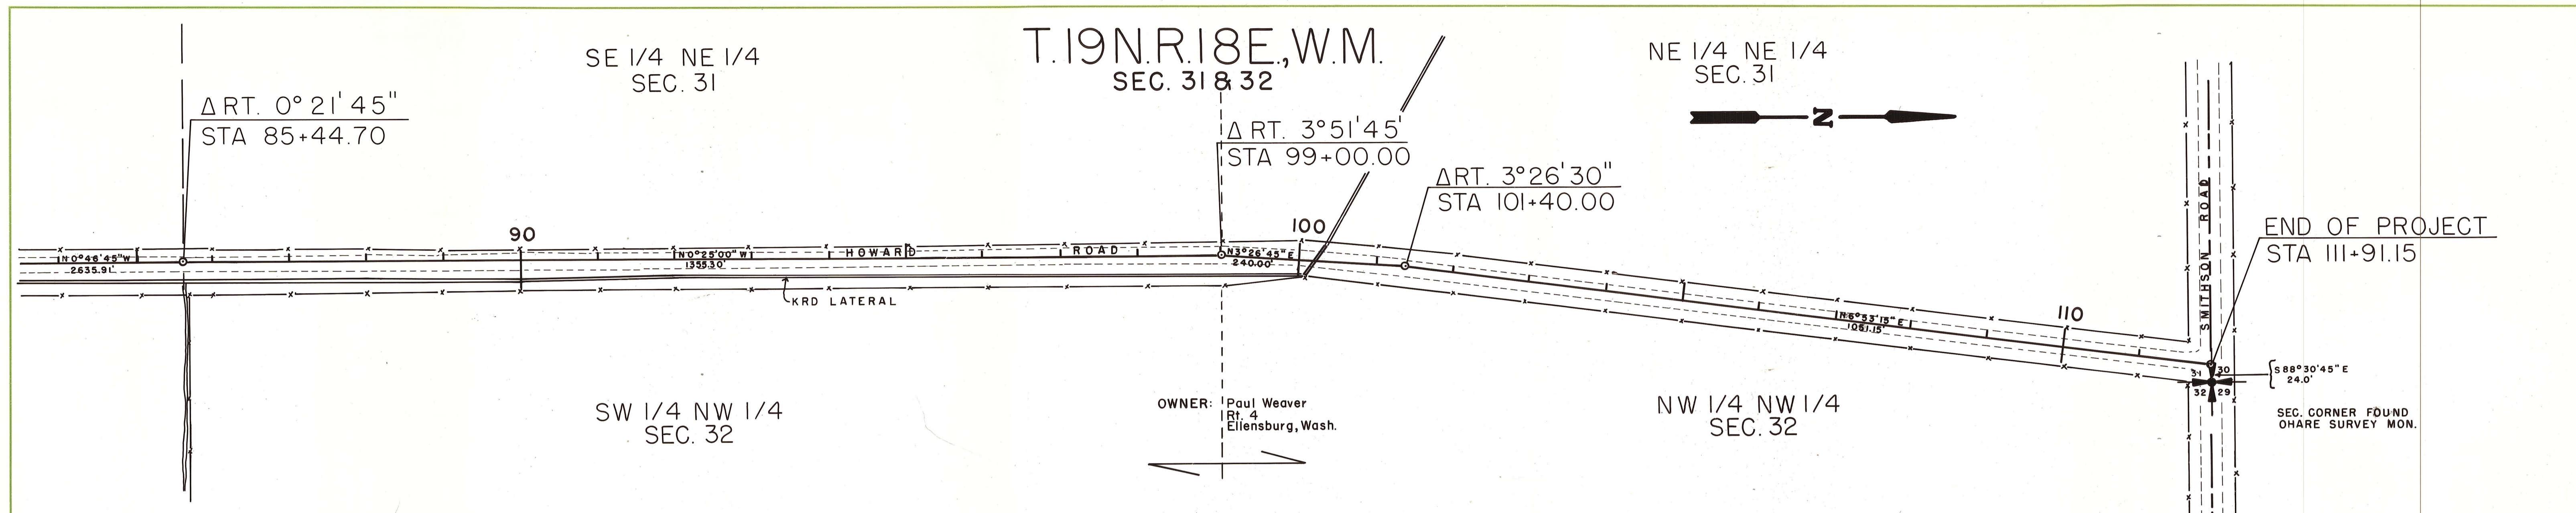 T.19N.R.18E.,W.M.
SEC. 31 & 32
SE 1/4 NE 1/4
SEC. 31
NE 1/4 NE 1/4
SEC. 31
N
Δ RT. 0° 21' 45"
STA 85+44.70
Δ RT. 3° 51' 45'
STA 99+00.00
Δ RT. 3° 26' 30"
STA 101+40.00
END OF PROJECT
STA 111+91.15
90
100
110
N 0° 46' 45" W
2635.91'
N 0° 25' 00" W
1355.30'
HOWARD ROAD
N 3° 26' 45" E
240.00'
N 6° 53' 15" E
1061.15'
SMITHSON ROAD
KRD LATERAL
31 30
32 29
S 88° 30' 45" E
24.0'
SEC. CORNER FOUND
OHARE SURVEY MON.
SW 1/4 NW 1/4
SEC. 32
OWNER: Paul Weaver
Rt. 4
Ellensburg, Wash.
NW 1/4 NW 1/4
SEC. 32